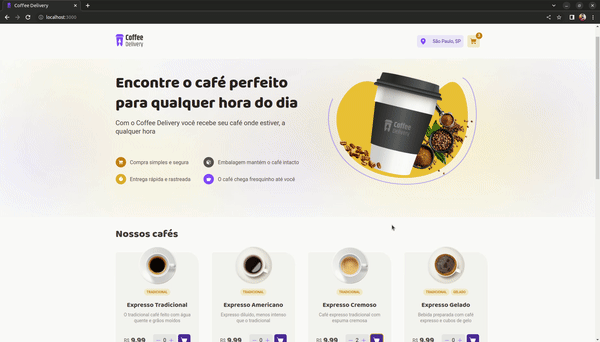 Coffee Delivery
localhost:3000
Coffee
Delivery
São Paulo, SP
Encontre o café perfeito
para qualquer hora do dia
Com o Coffee Delivery você recebe seu café onde estiver, a
qualquer hora
Compra simples e segura
Embalagem mantém o café intacto
Entrega rápida e rastreada
O café chega fresquinho até você
Coffee
Delivery
Nossos cafés
TRADICIONAL
TRADICIONAL
TRADICIONAL
TRADICIONAL GELADO
Expresso Tradicional
Expresso Americano
Expresso Cremoso
Expresso Gelado
O tradicional café feito com água
quente e grãos moídos
Expresso diluído, menos intenso
que o tradicional
Café expresso tradicional com
espuma cremosa
Bebida preparada com café
expresso e cubos de gelo
R$ 9,99 − 0 +
R$ 9,99 − 0 +
R$ 9,99 − 2 +
R$ 9,99 − 0 +